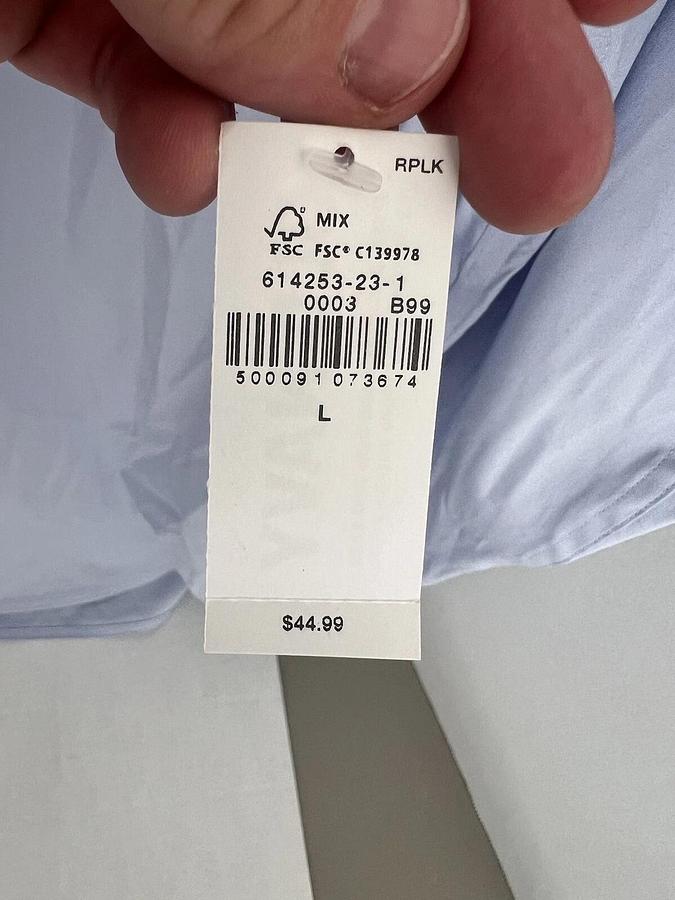 RPLK
MIX
FSC FSC® C139978
614253-23-1
0003 B99
500091073674
L
$44.99